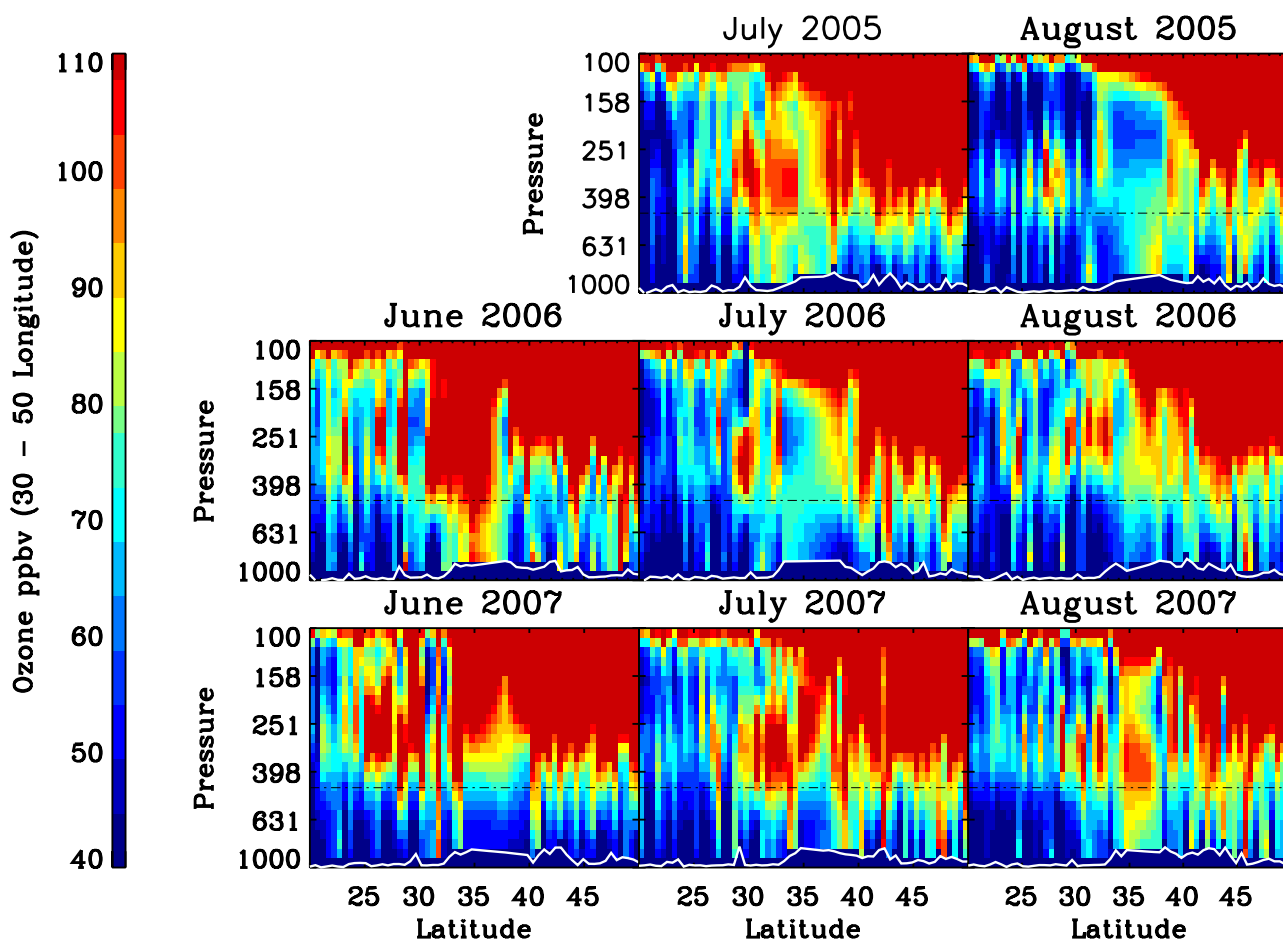 July 2005
August 2005
110
100
90
80
70
60
50
40
Ozone ppbv (30 - 50 Longitude)
Pressure
100
158
251
398
631
1000
June 2006
July 2006
August 2006
Pressure
100
158
251
398
631
1000
June 2007
July 2007
August 2007
Pressure
100
158
251
398
631
1000
25 30 35 40 45
25 30 35 40 45
25 30 35 40 45
Latitude
Latitude
Latitude